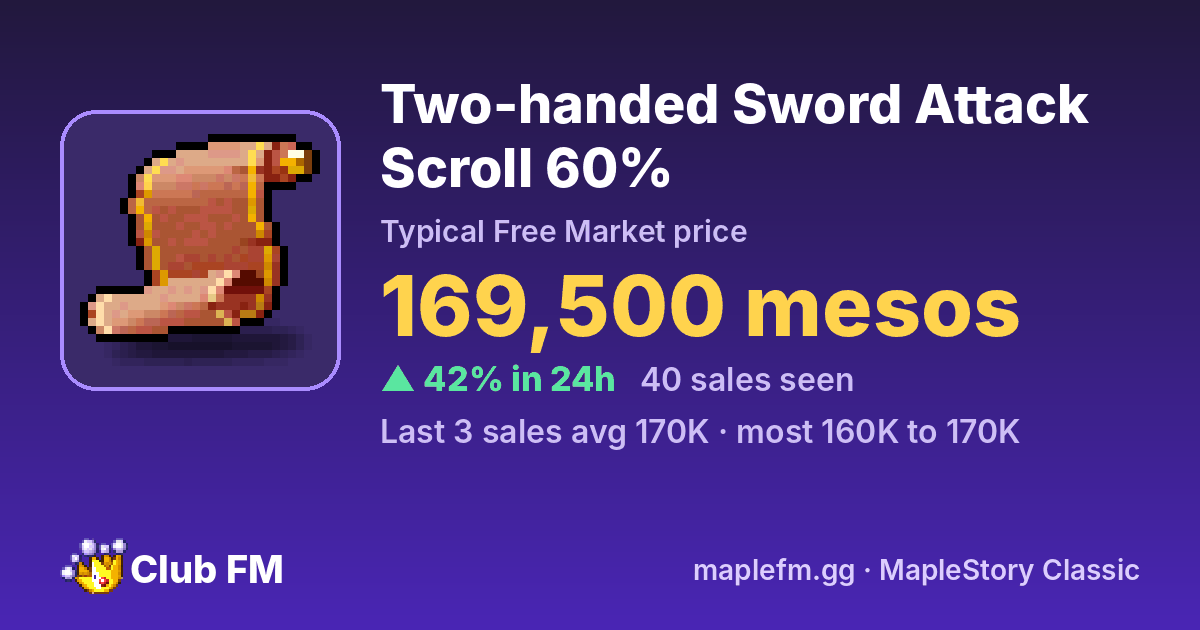 Two-handed Sword Attack
Scroll 60%
Typical Free Market price
169,500 mesos
▲ 42% in 24h 40 sales seen
Last 3 sales avg 170K · most 160K to 170K
Club FM
maplefm.gg · MapleStory Classic